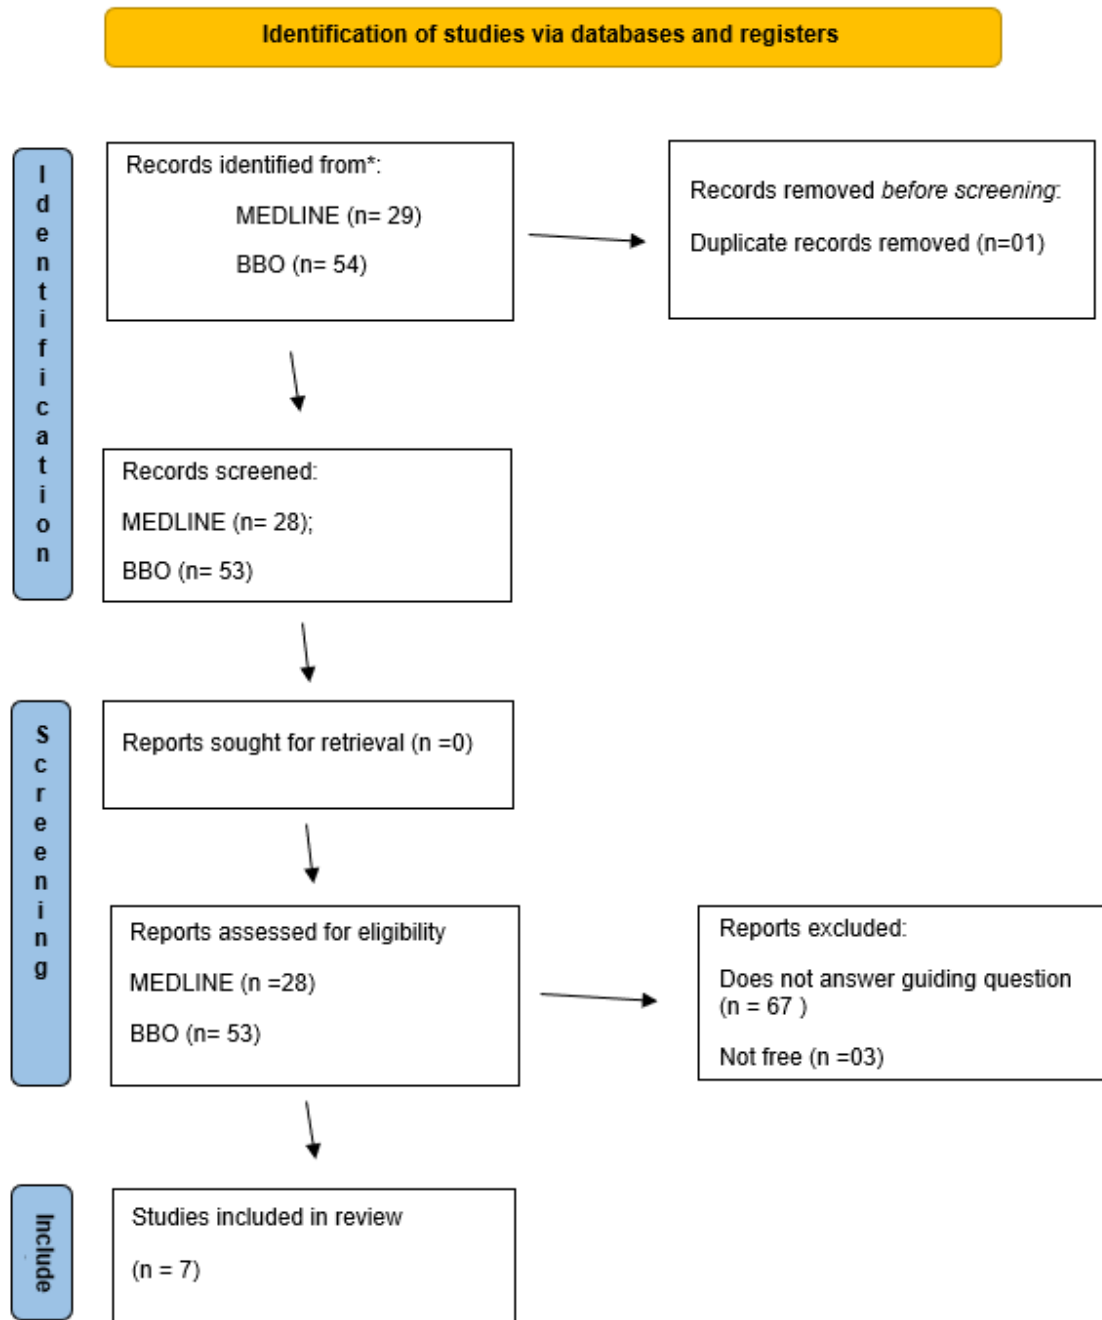 Identification of studies via databases and registers
Identification
Records identified from*:
MEDLINE (n= 29)
BBO (n= 54)
Records removed before screening:
Duplicate records removed (n=01)
Records screened:
MEDLINE (n= 28);
BBO (n= 53)
Screening
Reports sought for retrieval (n =0)
Reports assessed for eligibility
MEDLINE (n =28)
BBO (n= 53)
Reports excluded:
Does not answer guiding question
(n = 67 )
Not free (n =03)
Include
Studies included in review
(n = 7)